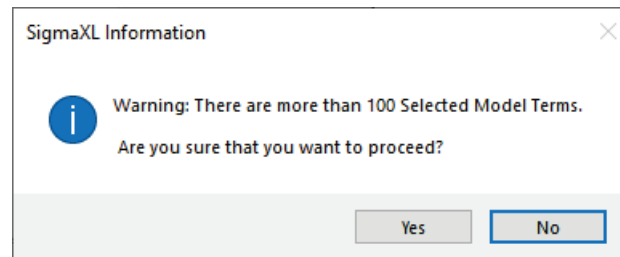 SigmaXL Information
Warning: There are more than 100 Selected Model Terms.
Are you sure that you want to proceed?
Yes No